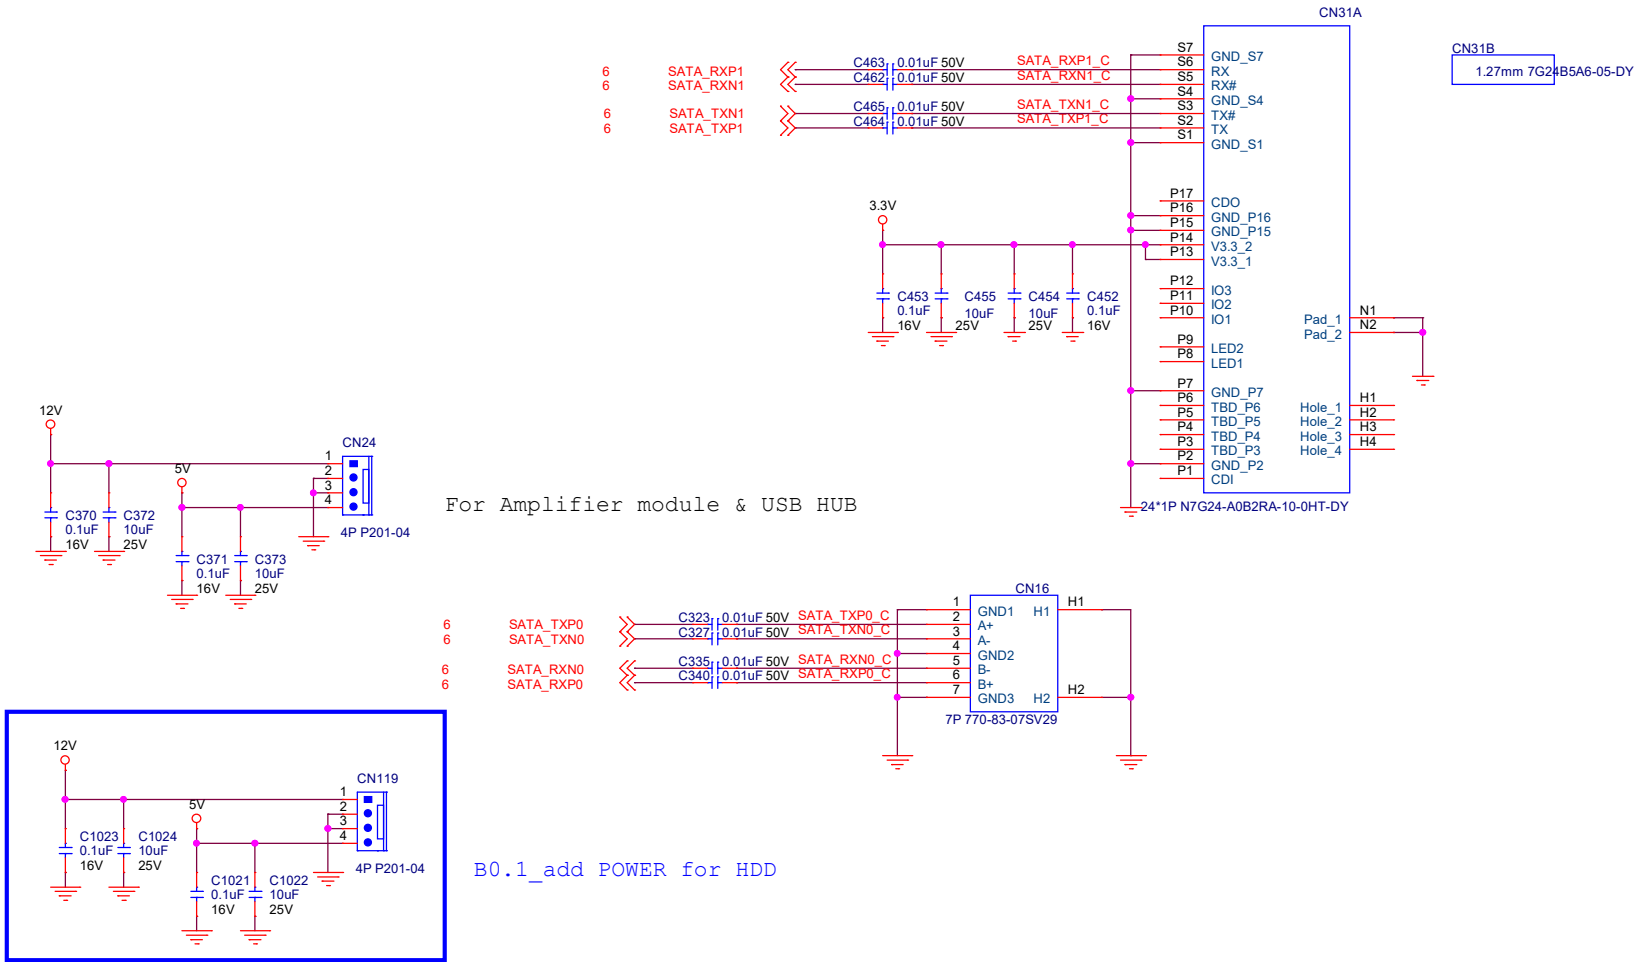 CN31A
CN31B
1.27mm 7G24B5A6-05-DY
6 SATA_RXP1 C463 0.01uF 50V SATA_RXP1_C
6 SATA_RXN1 C462 0.01uF 50V SATA_RXN1_C
6 SATA_TXN1 C465 0.01uF 50V SATA_TXN1_C
6 SATA_TXP1 C464 0.01uF 50V SATA_TXP1_C
S7 GND_S7
S6 RX
S5 RX#
S4 GND_S4
S3 TX#
S2 TX
S1 GND_S1
P17 CDO
P16 GND_P16
P15 GND_P15
P14 V3.3_2
P13 V3.3_1
P12 IO3
P11 IO2
P10 IO1
P9 LED2
P8 LED1
P7 GND_P7
P6 TBD_P6
P5 TBD_P5
P4 TBD_P4
P3 TBD_P3
P2 GND_P2
P1 CDI
Pad_1 N1
Pad_2 N2
Hole_1 H1
Hole_2 H2
Hole_3 H3
Hole_4 H4
24*1P N7G24-A0B2RA-10-0HT-DY
3.3V
C453 C455 C454 C452
0.1uF 10uF 10uF 0.1uF
16V 25V 25V 16V
12V
CN24
5V
1
2
3
4
4P P201-04
C370 C372
0.1uF 10uF
16V 25V
C371 C373
0.1uF 10uF
16V 25V
For Amplifier module & USB HUB
CN16
6 SATA_TXP0 C323 0.01uF 50V SATA_TXP0_C
6 SATA_TXN0 C327 0.01uF 50V SATA_TXN0_C
6 SATA_RXN0 C335 0.01uF 50V SATA_RXN0_C
6 SATA_RXP0 C340 0.01uF 50V SATA_RXP0_C
1 GND1 H1 H1
2 A+
3 A-
4 GND2
5 B-
6 B+
7 GND3 H2 H2
7P 770-83-07SV29
12V
CN119
5V
1
2
3
4
4P P201-04
C1023 C1024
0.1uF 10uF
16V 25V
C1021 C1022
0.1uF 10uF
16V 25V
B0.1_add POWER for HDD